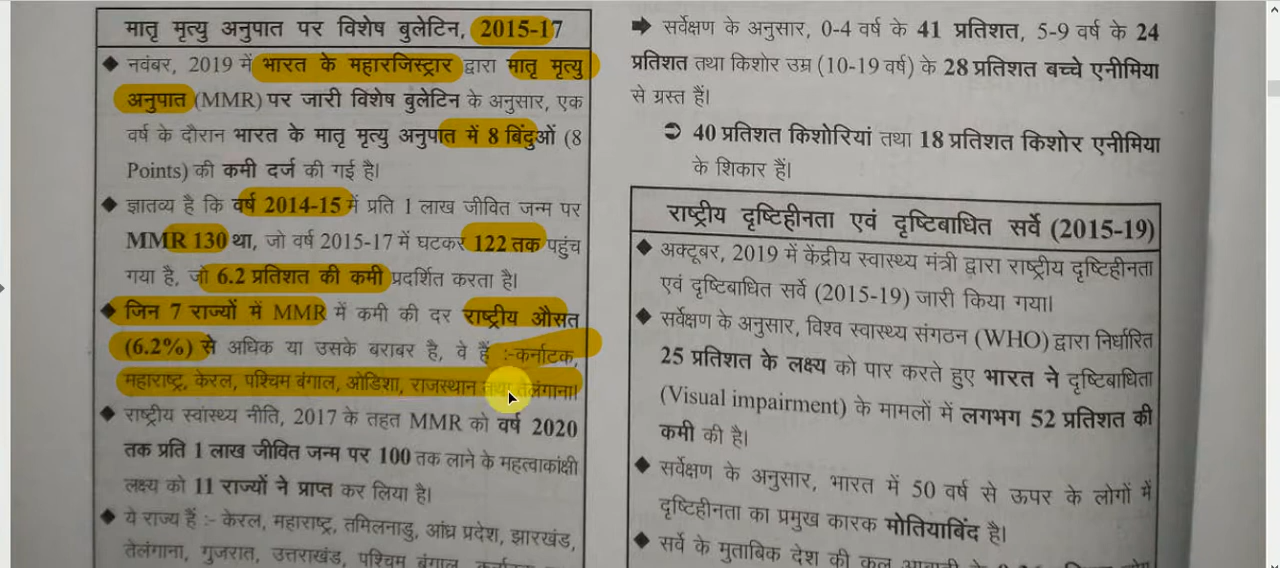 मातृ मृत्यु अनुपात पर विशेष बुलेटिन, 2015-17
◆ नवंबर, 2019 में भारत के महारजिस्ट्रार द्वारा मातृ मृत्यु
अनुपात (MMR) पर जारी विशेष बुलेटिन के अनुसार, एक
वर्ष के दौरान भारत के मातृ मृत्यु अनुपात में 8 बिंदुओं (8
Points) की कमी दर्ज की गई है।
◆ ज्ञातव्य है कि वर्ष 2014-15 में प्रति 1 लाख जीवित जन्म पर
MMR 130 था, जो वर्ष 2015-17 में घटकर 122 तक पहुंच
गया है, जो 6.2 प्रतिशत की कमी प्रदर्शित करता है।
◆ जिन 7 राज्यों में MMR में कमी की दर राष्ट्रीय औसत
(6.2%) से अधिक या उसके बराबर है, वे हैं :-कर्नाटक,
महाराष्ट्र, केरल, पश्चिम बंगाल, ओडिशा, राजस्थान तथा तेलंगाना।
◆ राष्ट्रीय स्वास्थ्य नीति, 2017 के तहत MMR को वर्ष 2020
तक प्रति 1 लाख जीवित जन्म पर 100 तक लाने के महत्वाकांक्षी
लक्ष्य को 11 राज्यों ने प्राप्त कर लिया है।
◆ ये राज्य हैं :- केरल, महाराष्ट्र, तमिलनाडु, आंध्र प्रदेश, झारखंड,
तेलंगाना, गुजरात, उत्तराखंड, पश्चिम बंगाल, कर्नाटक
➡ सर्वेक्षण के अनुसार, 0-4 वर्ष के 41 प्रतिशत, 5-9 वर्ष के 24
प्रतिशत तथा किशोर उम्र (10-19 वर्ष) के 28 प्रतिशत बच्चे एनीमिया
से ग्रस्त हैं।
➲ 40 प्रतिशत किशोरियां तथा 18 प्रतिशत किशोर एनीमिया
के शिकार हैं।
राष्ट्रीय दृष्टिहीनता एवं दृष्टिबाधित सर्वे (2015-19)
◆ अक्टूबर, 2019 में केंद्रीय स्वास्थ्य मंत्री द्वारा राष्ट्रीय दृष्टिहीनता
एवं दृष्टिबाधित सर्वे (2015-19) जारी किया गया।
◆ सर्वेक्षण के अनुसार, विश्व स्वास्थ्य संगठन (WHO) द्वारा निर्धारित
25 प्रतिशत के लक्ष्य को पार करते हुए भारत ने दृष्टिबाधिता
(Visual impairment) के मामलों में लगभग 52 प्रतिशत की
कमी की है।
◆ सर्वेक्षण के अनुसार, भारत में 50 वर्ष से ऊपर के लोगों में
दृष्टिहीनता का प्रमुख कारक मोतियाबिंद है।
◆ सर्वे के मुताबिक देश की कुल